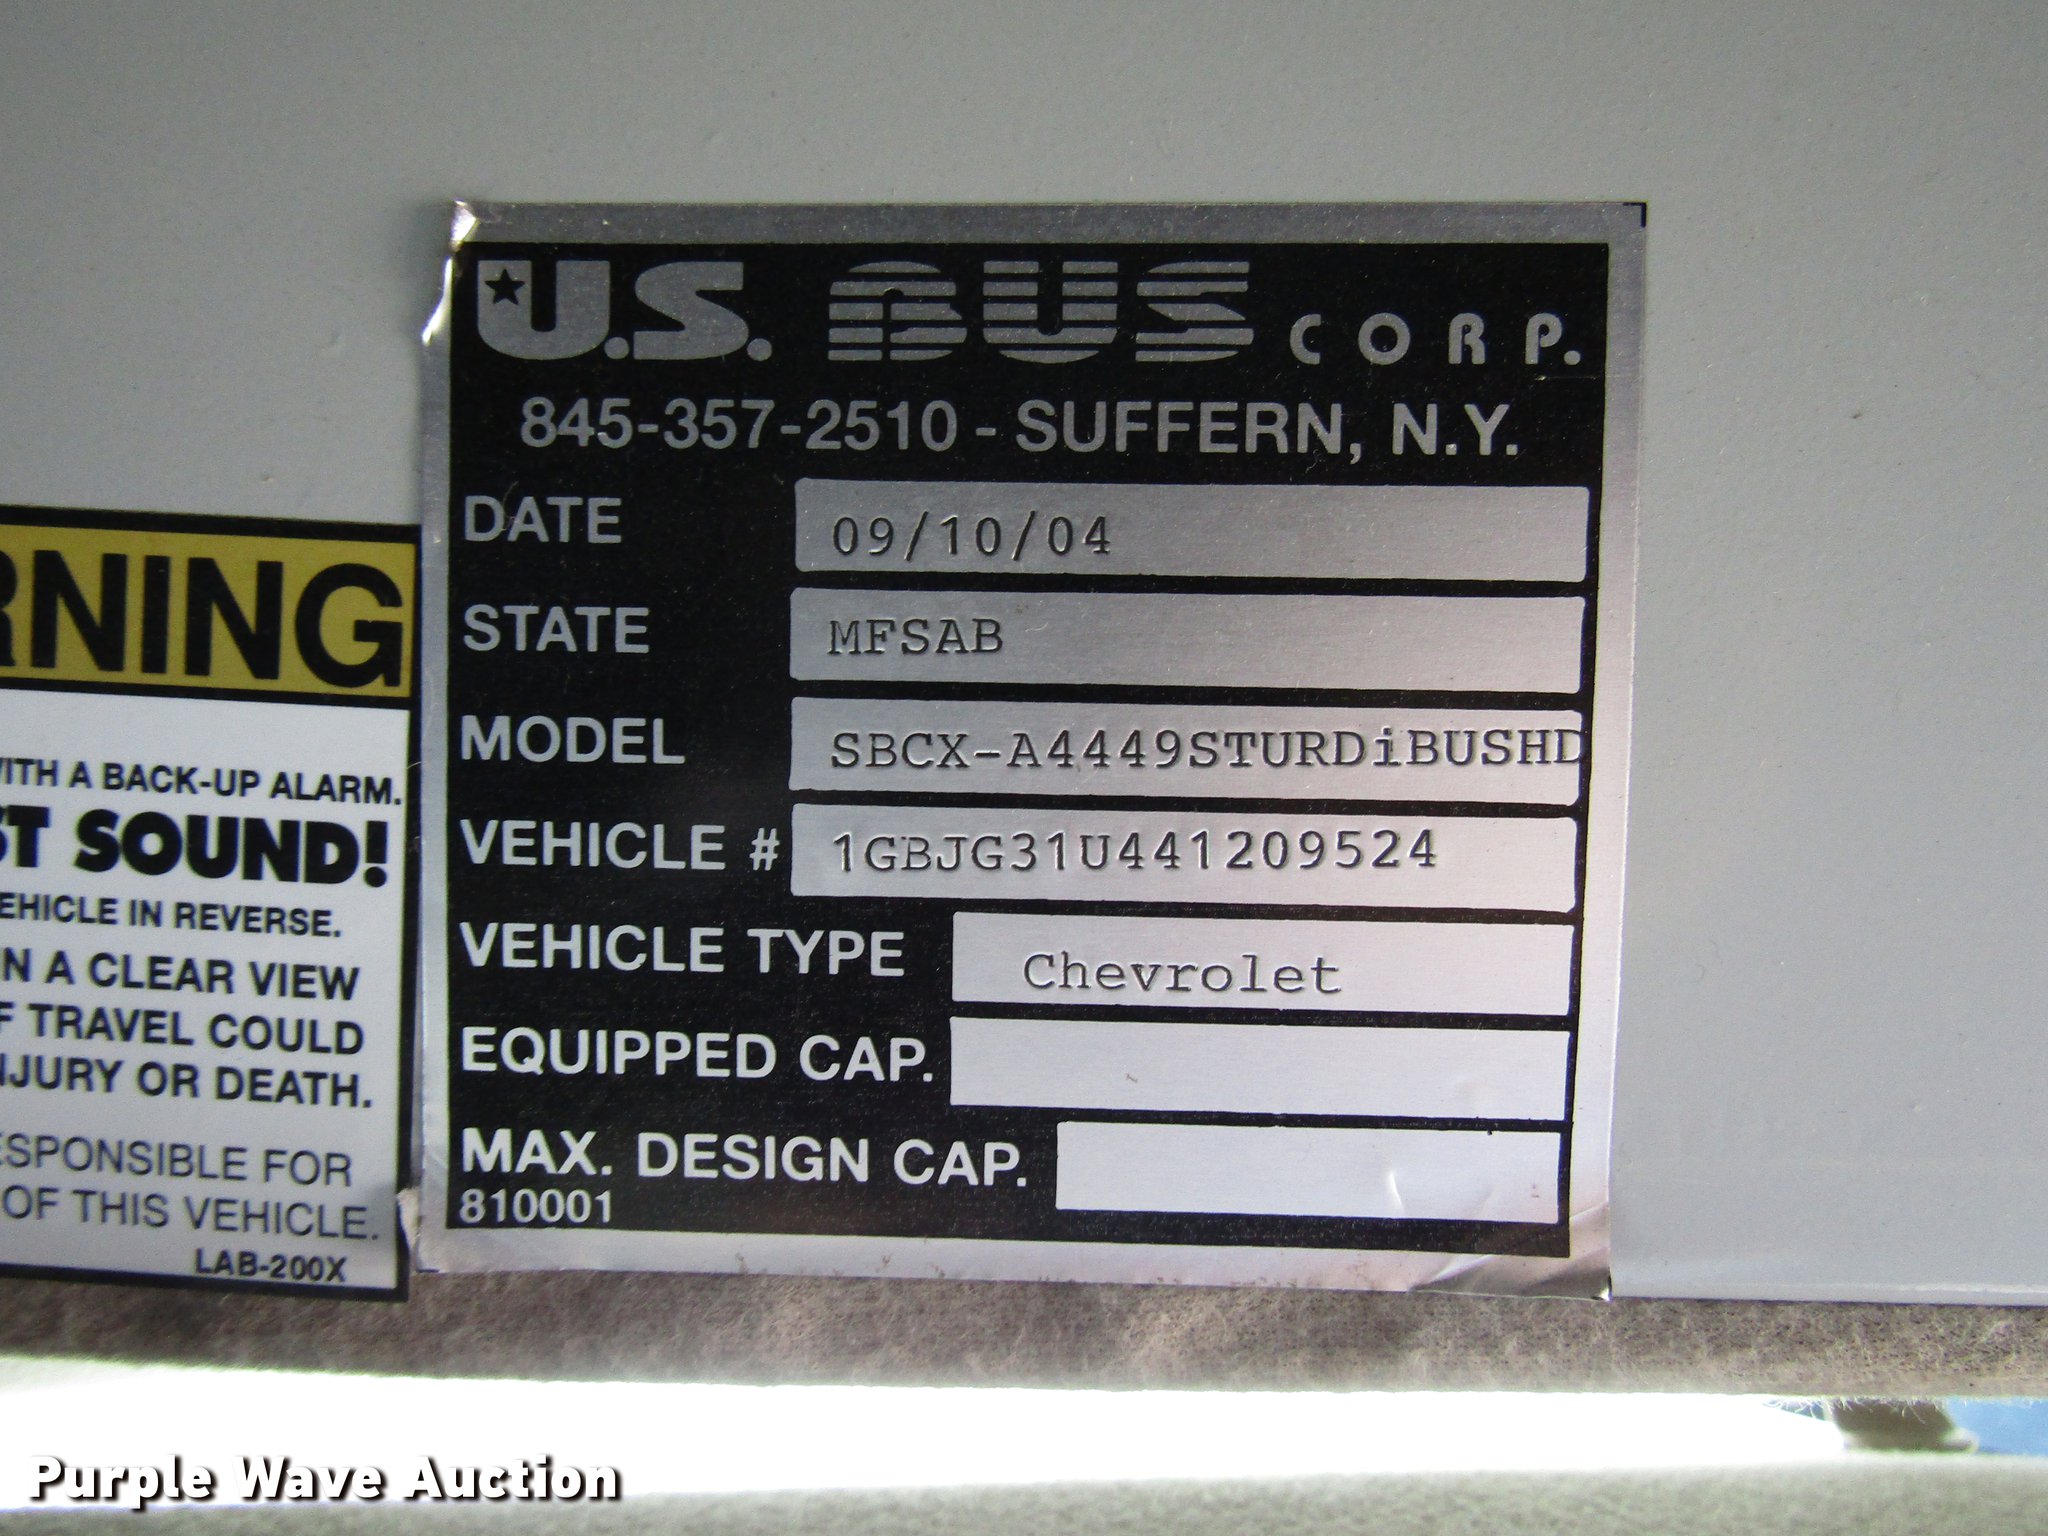 U.S. BUS CORP.
845-357-2510 - SUFFERN, N.Y.
DATE 09/10/04
STATE MFSAB
MODEL SBCX-A4449STURDiBUSHD
VEHICLE # 1GBJG31U441209524
VEHICLE TYPE Chevrolet
EQUIPPED CAP.
MAX. DESIGN CAP.
810001
RNING
WITH A BACK-UP ALARM.
ST SOUND!
EHICLE IN REVERSE.
IN A CLEAR VIEW
F TRAVEL COULD
NJURY OR DEATH.
ESPONSIBLE FOR
OF THIS VEHICLE.
LAB-200X
Purple Wave Auction